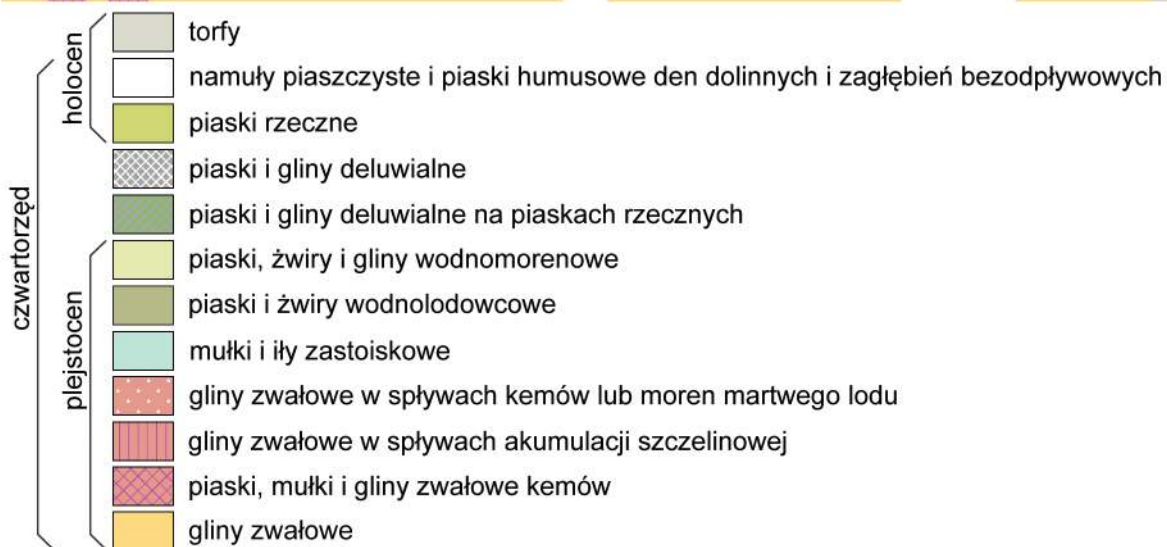 torfy
namuły piaszczyste i piaski humusowe den dolinnych i zagłębień bezodpływowych
piaski rzeczne
piaski i gliny deluwialne
piaski i gliny deluwialne na piaskach rzecznych
piaski, żwiry i gliny wodnomorenowe
piaski i żwiry wodnolodowcowe
mułki i iły zastoiskowe
gliny zwałowe w spływach kemów lub moren martwego lodu
gliny zwałowe w spływach akumulacji szczelinowej
piaski, mułki i gliny zwałowe kemów
gliny zwałowe
holocen
plejstocen
czwartorzęd